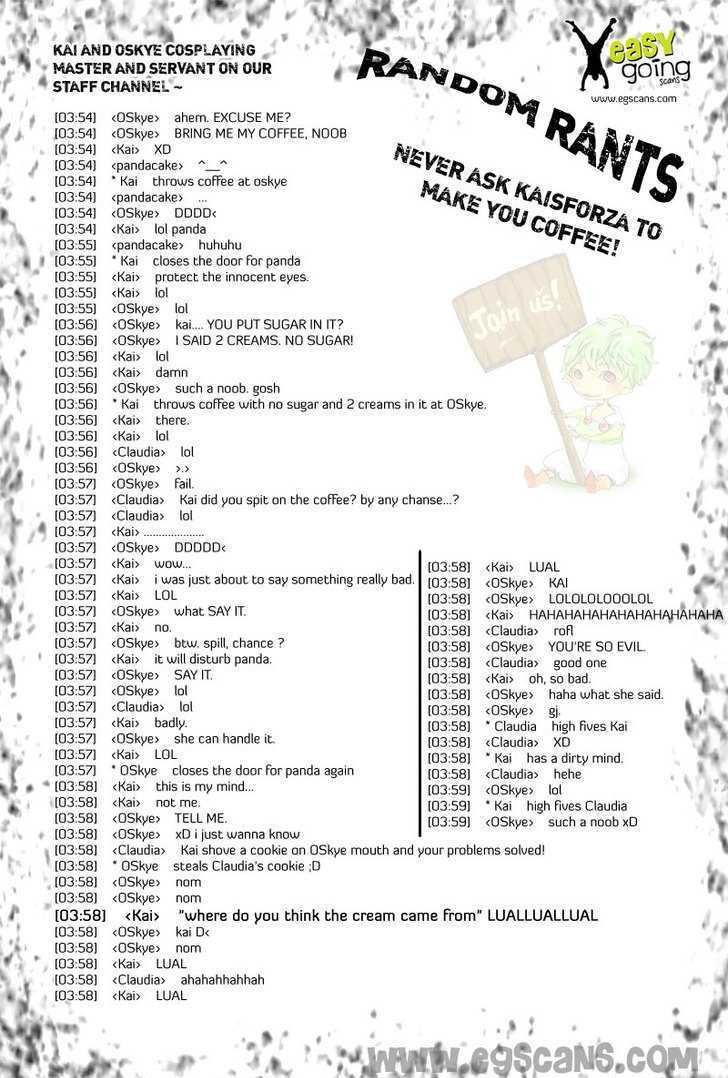 KAI AND OSKYE COSPLAYING
MASTER AND SERVANT ON OUR
STAFF CHANNEL ~
RANDOM RANTS
easy
going
scans
www.egscans.com
NEVER ASK KAISFORZA TO
MAKE YOU COFFEE!
Join us!
[03:54] <OSkye> ahem. EXCUSE ME?
[03:54] <OSkye> BRING ME MY COFFEE, NOOB
[03:54] <Kai> XD
[03:54] <pandacake> ^__^
[03:54] * Kai throws coffee at oskye
[03:54] <pandacake> ...
[03:54] <OSkye> DDDD<
[03:54] <Kai> lol panda
[03:55] <pandacake> huhuhu
[03:55] * Kai closes the door for panda
[03:55] <Kai> protect the innocent eyes.
[03:55] <Kai> lol
[03:55] <OSkye> lol
[03:56] <OSkye> kai.... YOU PUT SUGAR IN IT?
[03:56] <OSkye> I SAID 2 CREAMS. NO SUGAR!
[03:56] <Kai> lol
[03:56] <Kai> damn
[03:56] <OSkye> such a noob. gosh
[03:56] * Kai throws coffee with no sugar and 2 creams in it at OSkye.
[03:56] <Kai> there.
[03:56] <Kai> lol
[03:56] <Claudia> lol
[03:56] <OSkye> >.>
[03:57] <OSkye> fail.
[03:57] <Claudia> Kai did you spit on the coffee? by any chanse...?
[03:57] <Claudia> lol
[03:57] <Kai> ....................
[03:57] <OSkye> DDDDD<
[03:57] <Kai> wow...
[03:57] <Kai> i was just about to say something really bad.
[03:57] <Kai> LOL
[03:57] <OSkye> what SAY IT.
[03:57] <Kai> no.
[03:57] <OSkye> btw. spill, chance ?
[03:57] <Kai> it will disturb panda.
[03:57] <OSkye> SAY IT.
[03:57] <OSkye> lol
[03:57] <Claudia> lol
[03:57] <Kai> badly.
[03:57] <OSkye> she can handle it.
[03:57] <Kai> LOL
[03:57] * OSkye closes the door for panda again
[03:58] <Kai> this is my mind...
[03:58] <Kai> not me.
[03:58] <OSkye> TELL ME.
[03:58] <OSkye> xD i just wanna know
[03:58] <Claudia> Kai shove a cookie on OSkye mouth and your problems solved!
[03:58] * OSkye steals Claudia's cookie ;D
[03:58] <OSkye> nom
[03:58] <OSkye> nom
[03:58] <Kai> "where do you think the cream came from" LUALLUALLUAL
[03:58] <OSkye> kai D<
[03:58] <OSkye> nom
[03:58] <Kai> LUAL
[03:58] <Claudia> ahahahhahhah
[03:58] <Kai> LUAL
[03:58] <Kai> LUAL
[03:58] <OSkye> KAI
[03:58] <OSkye> LOLOLOLOOOLOL
[03:58] <Kai> HAHAHAHAHAHAHAHAHAHAHA
[03:58] <Claudia> rofl
[03:58] <OSkye> YOU'RE SO EVIL.
[03:58] <Claudia> good one
[03:58] <Kai> oh, so bad.
[03:58] <OSkye> haha what she said.
[03:58] <OSkye> gj.
[03:58] * Claudia high fives Kai
[03:58] <Claudia> XD
[03:58] * Kai has a dirty mind.
[03:58] <Claudia> hehe
[03:59] <OSkye> lol
[03:59] * Kai high fives Claudia
[03:59] <OSkye> such a noob xD
www.egscans.com